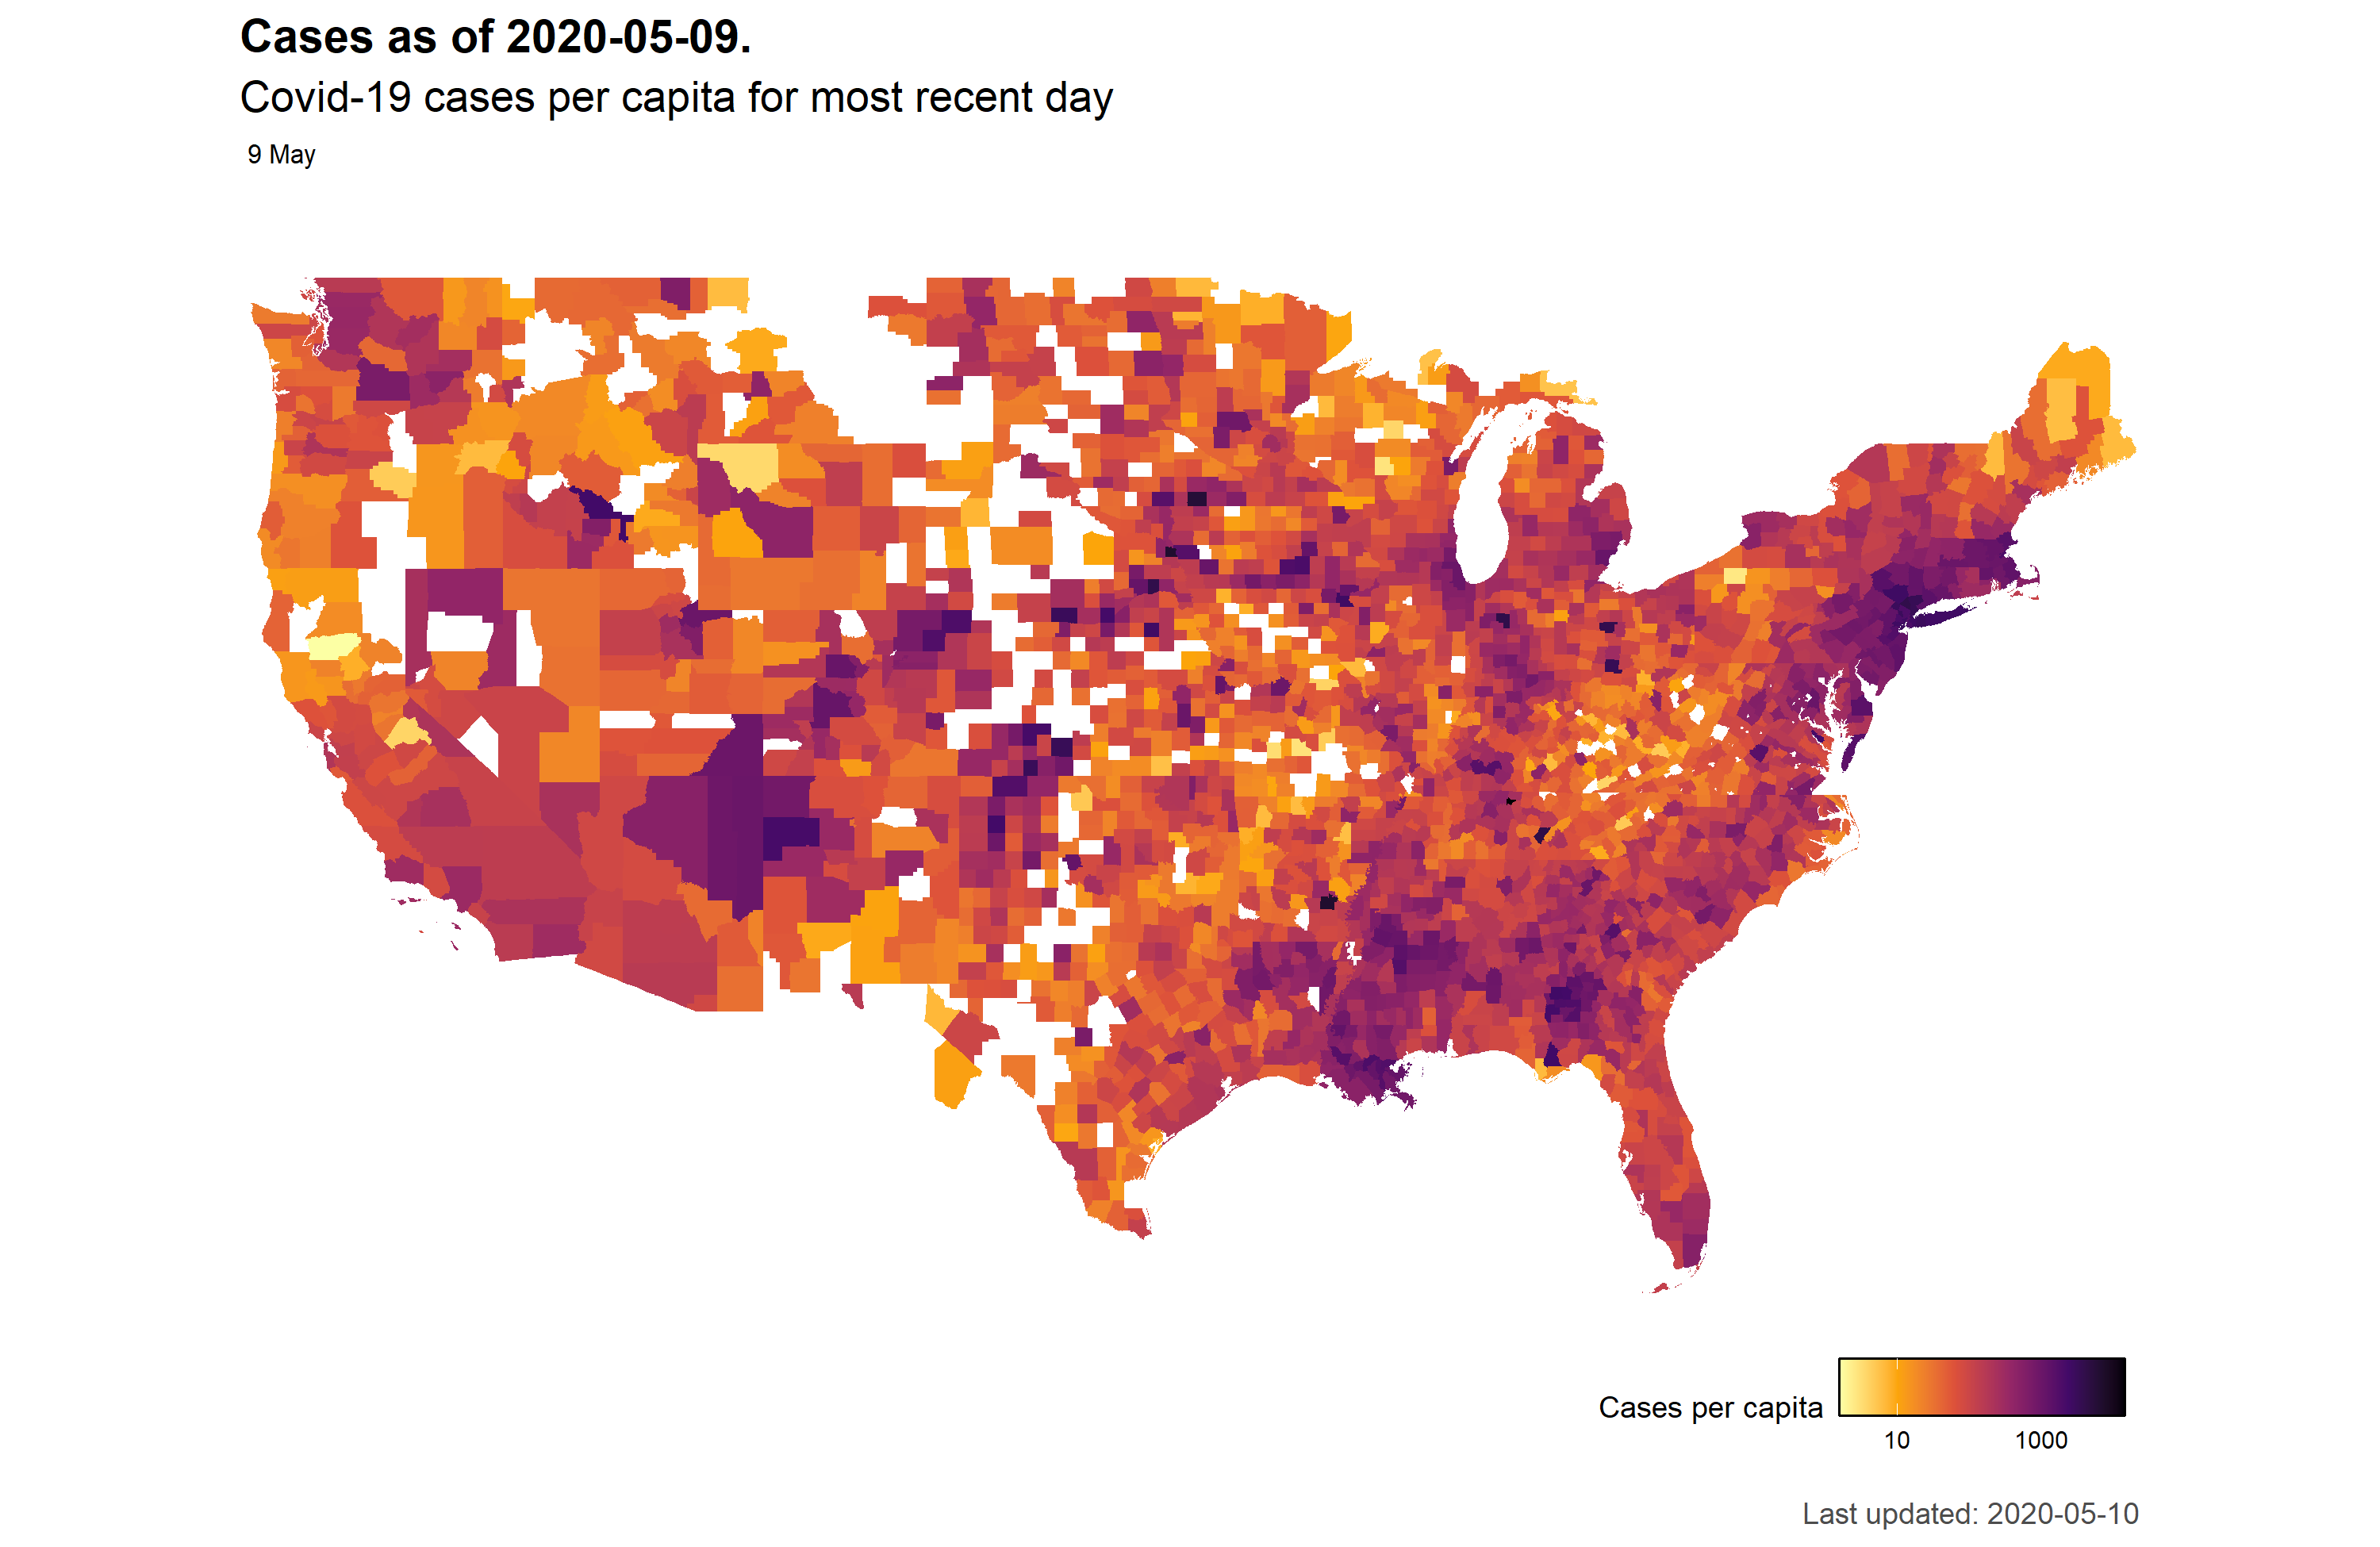 Cases as of 2020-05-09.
Covid-19 cases per capita for most recent day
9 May
Cases per capita
10 1000
Last updated: 2020-05-10